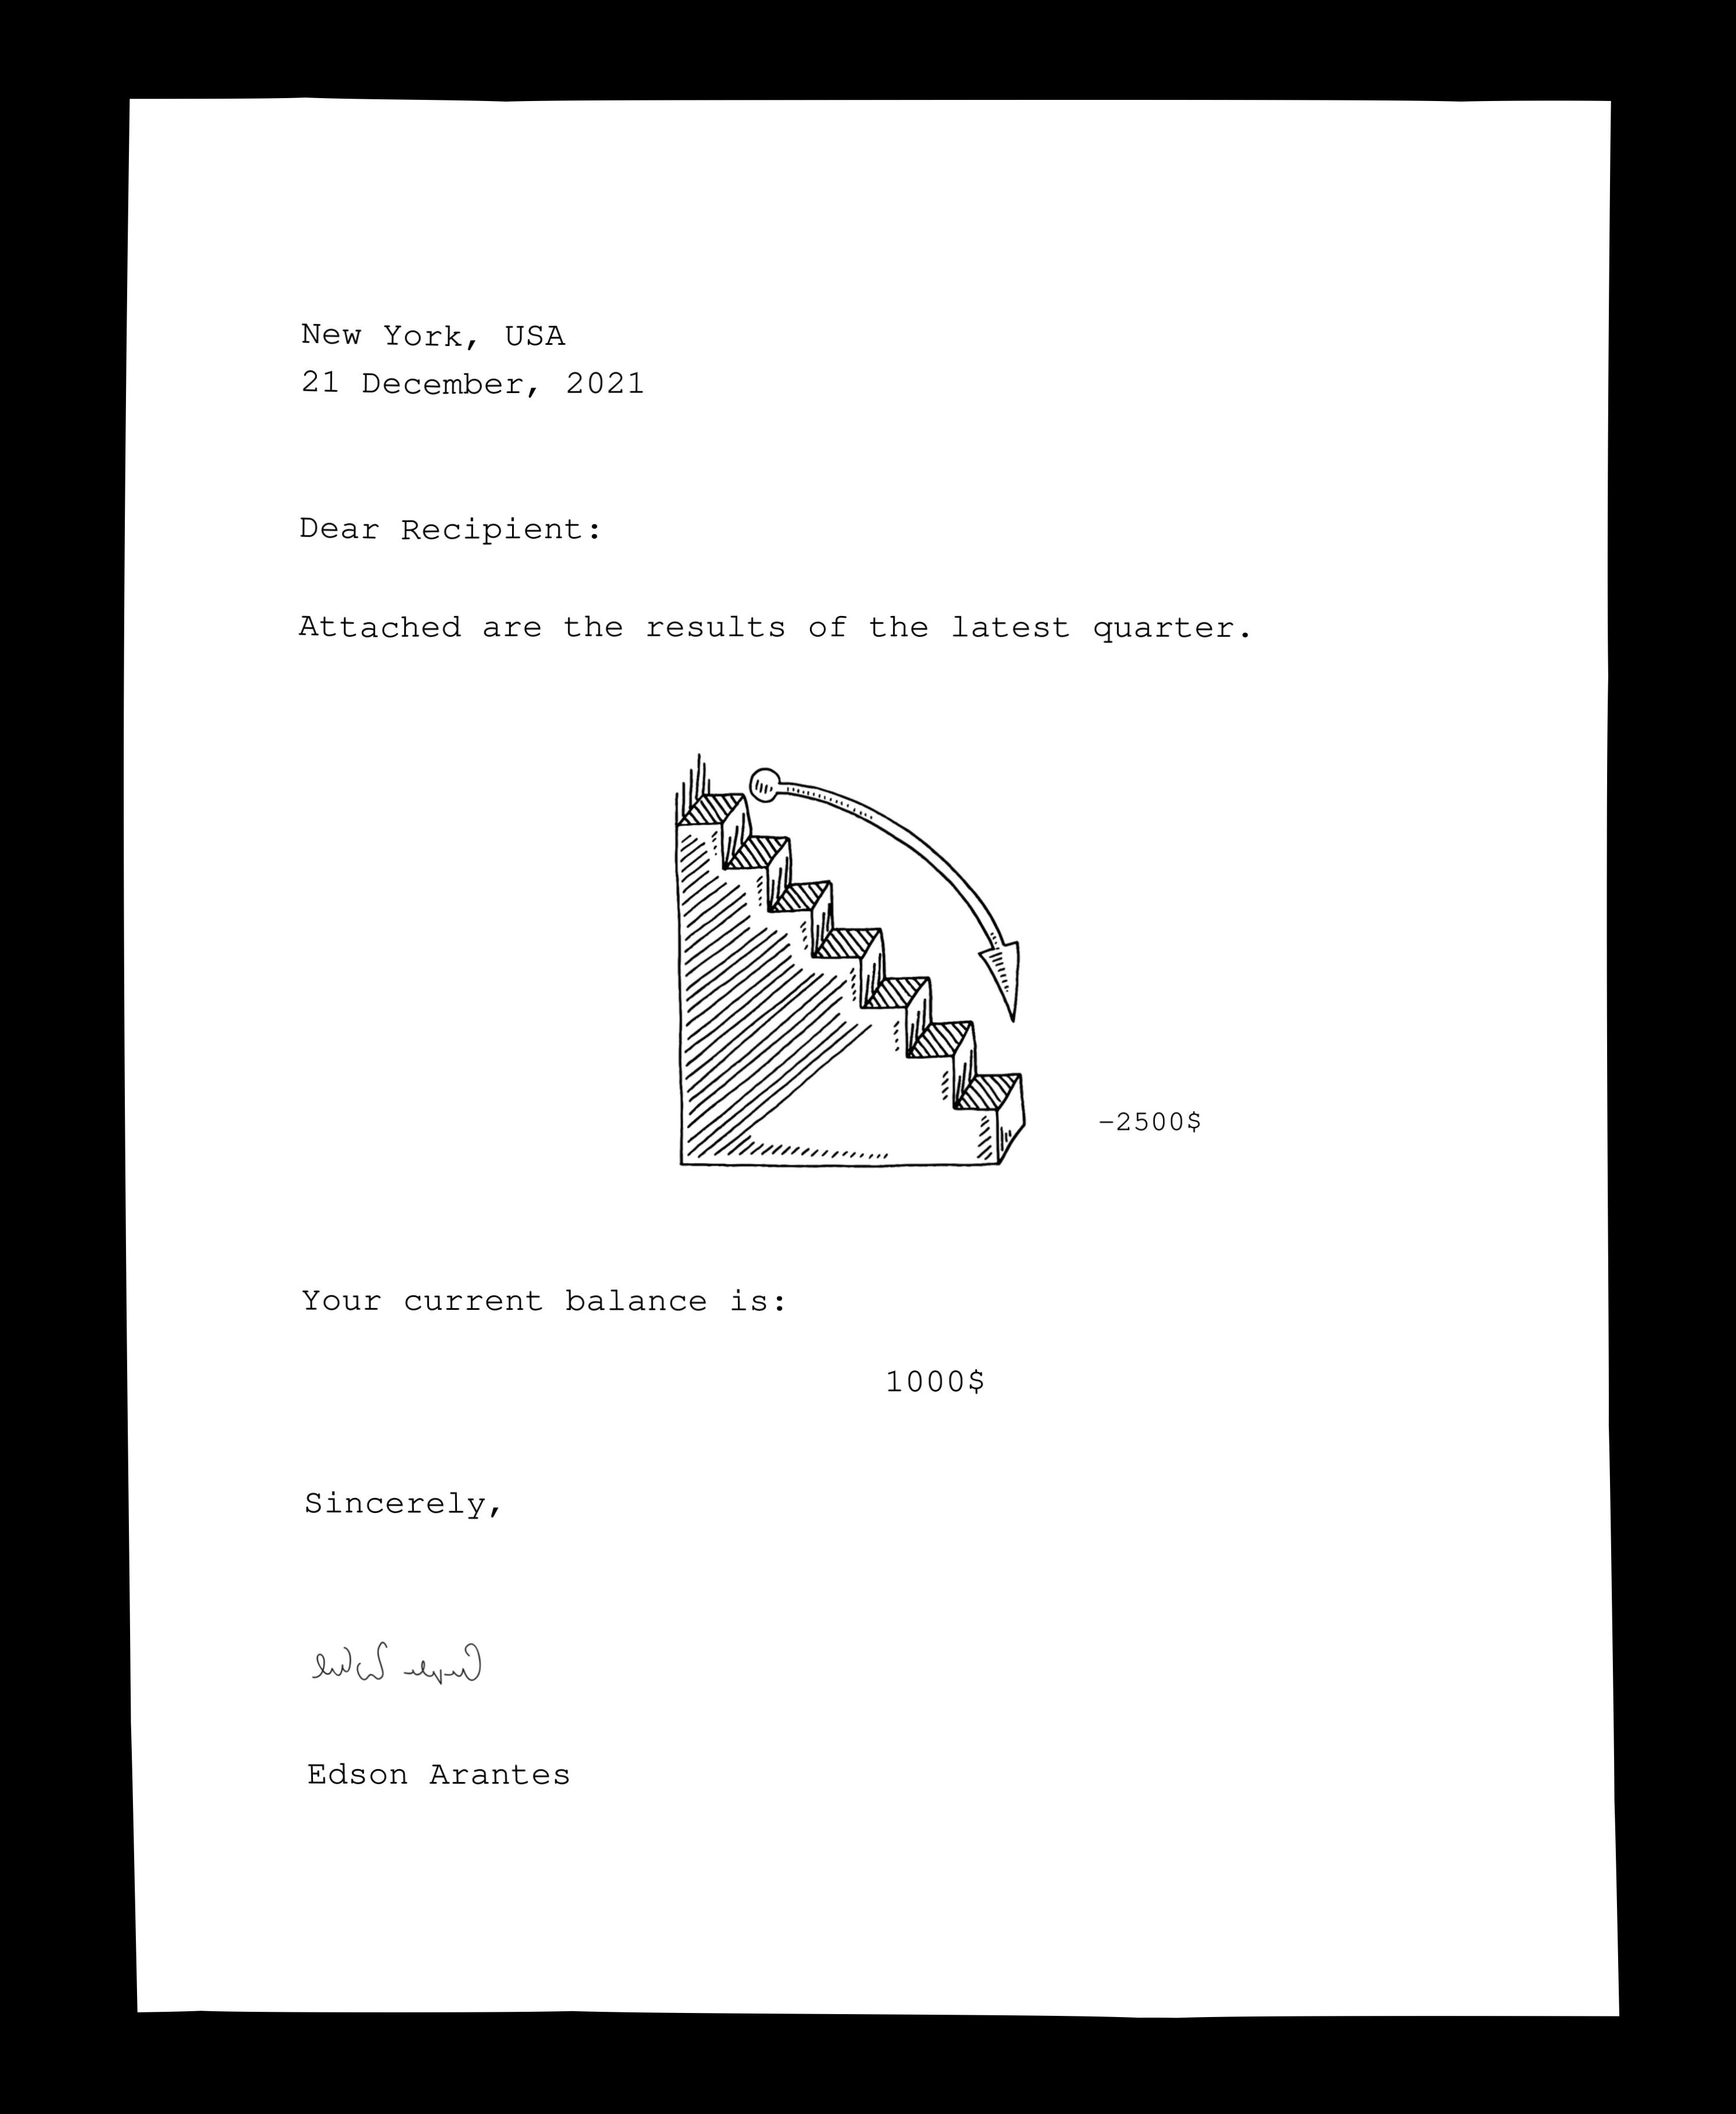 New York, USA
21 December, 2021
Dear Recipient:
Attached are the results of the latest quarter.
−2500$
Your current balance is:
1000$
Sincerely,
Edson Arantes